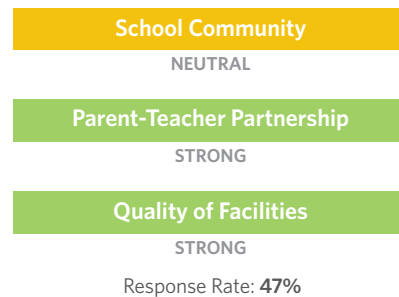 School Community
NEUTRAL
Parent-Teacher Partnership
STRONG
Quality of Facilities
STRONG
Response Rate: 47%